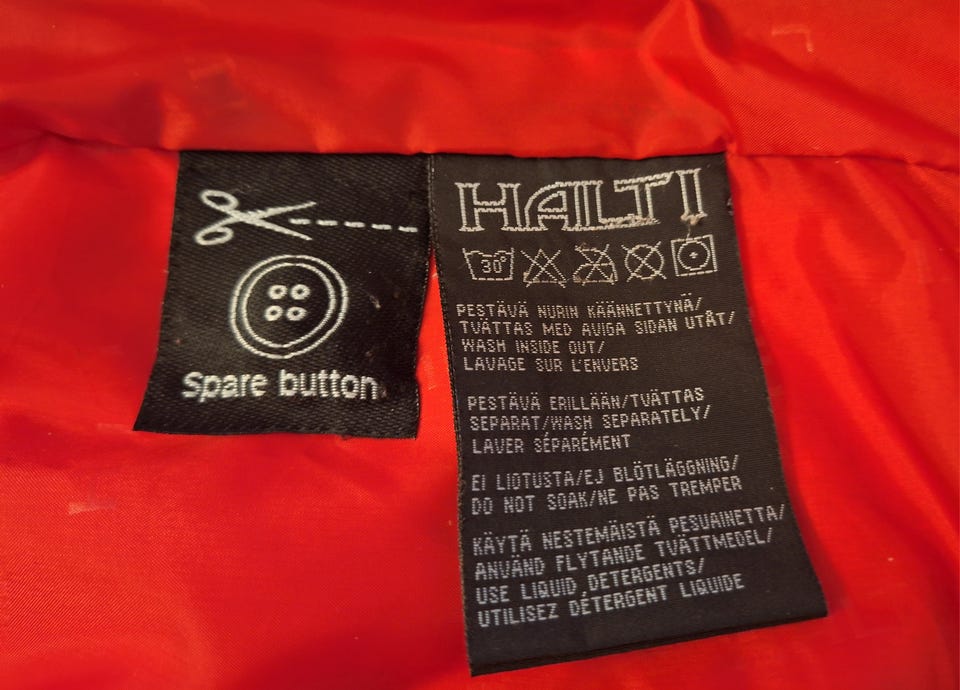 Spare button
HALTI
30°
PESTÄVÄ NURIN KÄÄNNETTYNÄ/
TVÄTTAS MED AVIGA SIDAN UTÅT/
WASH INSIDE OUT/
LAVAGE SUR L'ENVERS
PESTÄVÄ ERILLÄÄN/TVÄTTAS
SEPARAT/WASH SEPARATELY/
LAVER SÉPARÉMENT
EI LIOTUSTA/EJ BLÖTLÄGGNING/
DO NOT SOAK/NE PAS TREMPER
KÄYTÄ NESTEMÄISTÄ PESUAINETTA/
ANVÄND FLYTANDE TVÄTTMEDEL/
USE LIQUID DETERGENTS/
UTILISEZ DÉTERGENT LIQUIDE